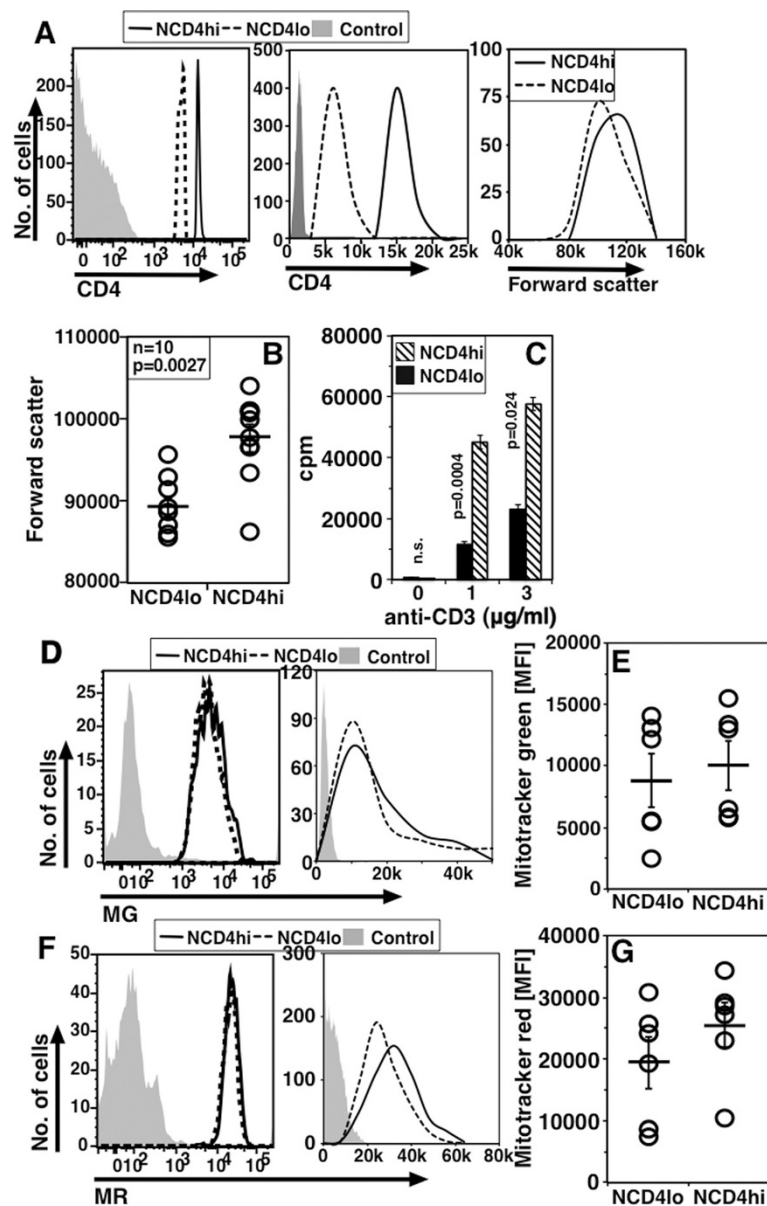 A
NCD4hi NCD4lo Control
No. of cells
200
150
100
50
0
0 10² 10³ 10⁴ 10⁵
CD4
500
400
300
200
100
0
0 5k 10k 15k 20k 25k
CD4
NCD4hi
NCD4lo
100
75
50
25
0
40k 80k 120k 160k
Forward scatter
B
n=10
p=0.0027
Forward scatter
110000
100000
90000
80000
NCD4lo NCD4hi
C
NCD4hi
NCD4lo
cpm
80000
60000
40000
20000
0
n.s.
p=0.0004
p=0.024
0 1 3
anti-CD3 (µg/ml)
D
NCD4hi NCD4lo Control
No. of cells
25
20
15
10
5
0
0 10² 10³ 10⁴ 10⁵
120
90
60
30
0
0 20k 40k
MG
E
Mitotracker green [MFI]
20000
15000
10000
5000
0
NCD4lo NCD4hi
F
NCD4hi NCD4lo Control
No. of cells
50
40
30
20
10
0
0 10² 10³ 10⁴ 10⁵
300
200
100
0
0 20k 40k 60k 80k
MR
G
Mitotracker red [MFI]
40000
30000
20000
10000
0
NCD4lo NCD4hi